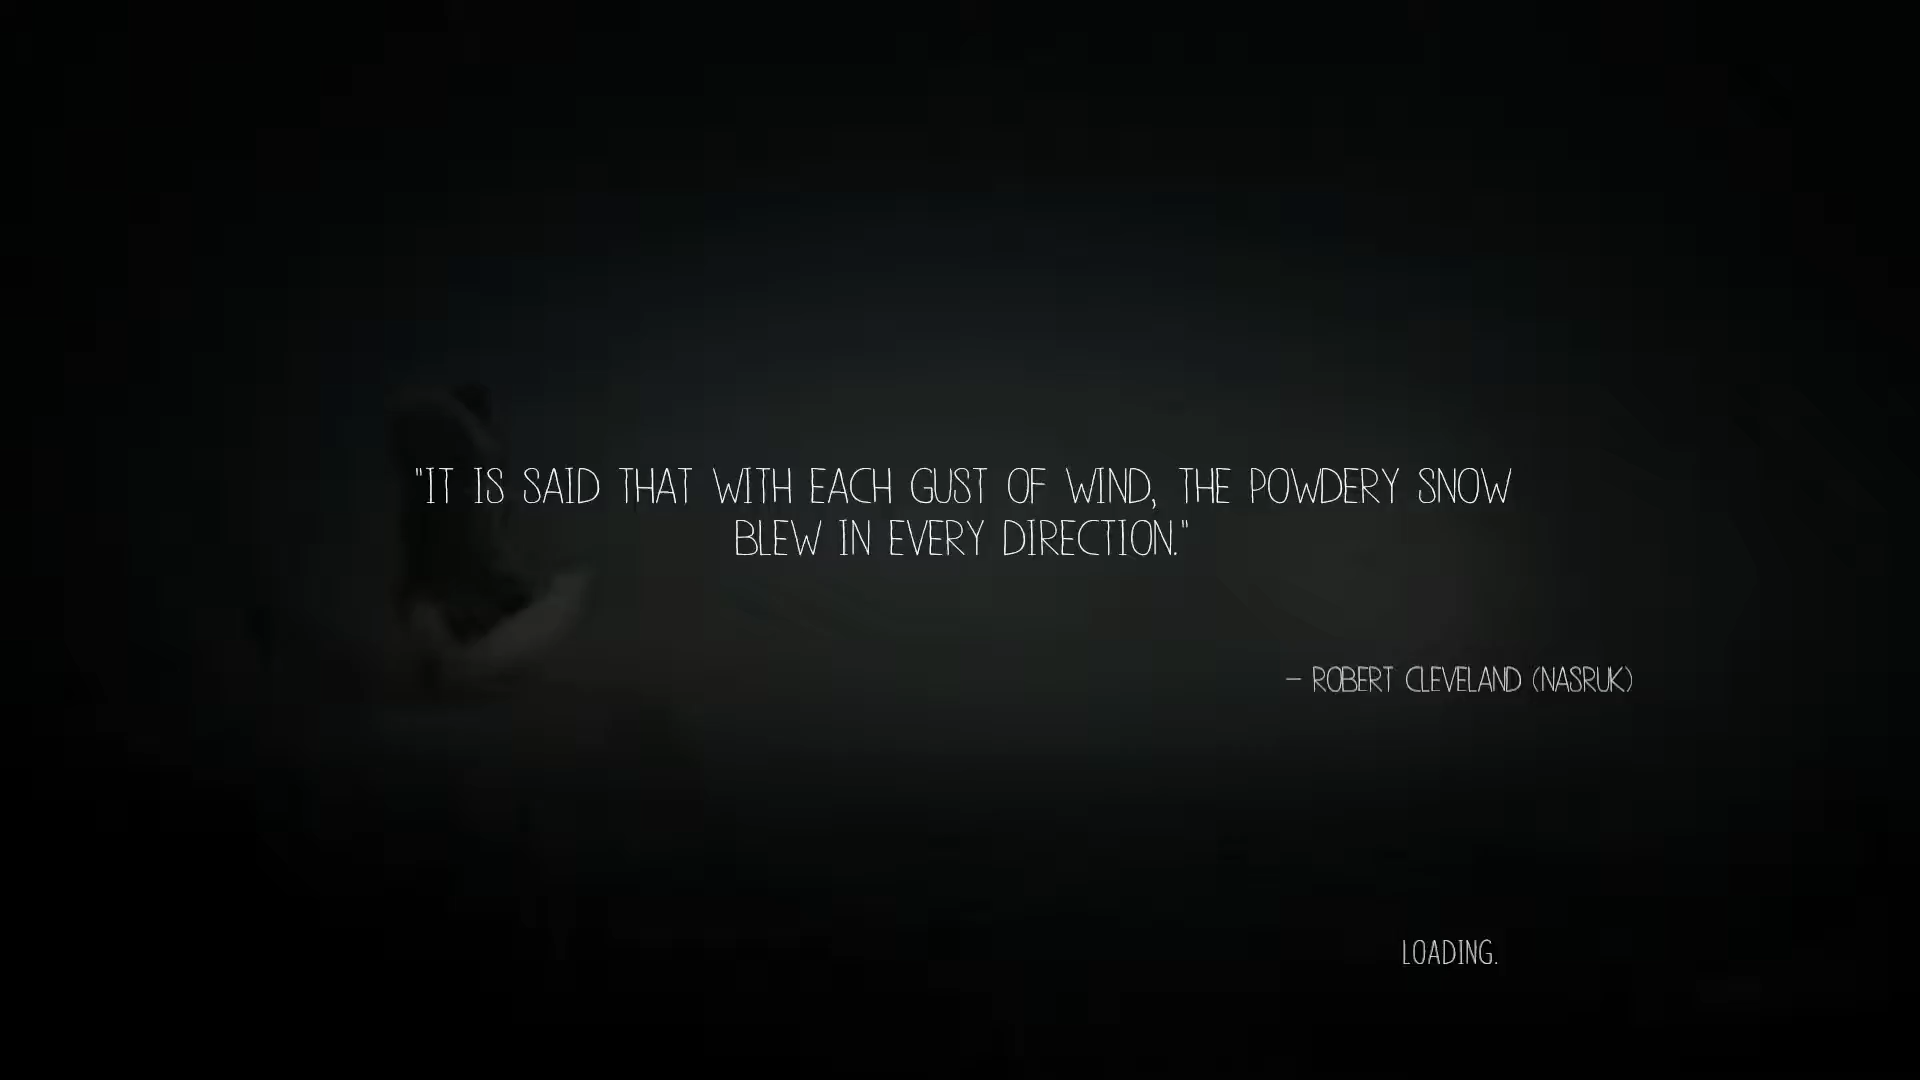 "IT IS SAID THAT WITH EACH GUST OF WIND, THE POWDERY SNOW
BLEW IN EVERY DIRECTION."
– ROBERT CLEVELAND (NASRUK)
LOADING.